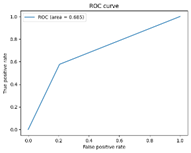 ROC curve
ROC (area = 0.685)
True positive rate
1.0
0.8
0.6
0.4
0.2
0.0
0.0 0.2 0.4 0.6 0.8 1.0
False positive rate